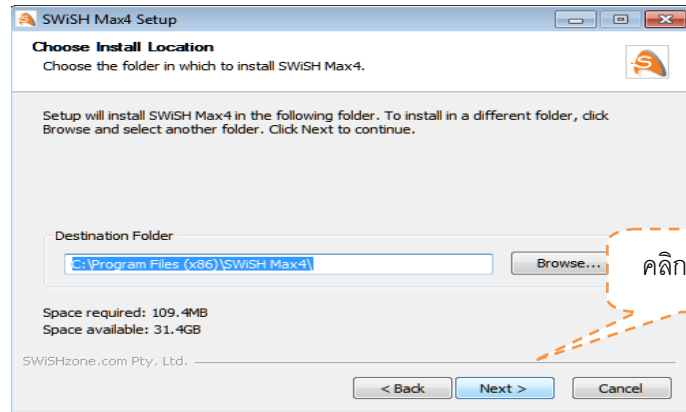 SWiSH Max4 Setup
Choose Install Location
Choose the folder in which to install SWiSH Max4.
Setup will install SWiSH Max4 in the following folder. To install in a different folder, click
Browse and select another folder. Click Next to continue.
Destination Folder
C:\Program Files (x86)\SWiSH Max4\
Browse...
คลิก
Space required: 109.4MB
Space available: 31.4GB
SWiSHzone.com Pty. Ltd.
< Back
Next >
Cancel